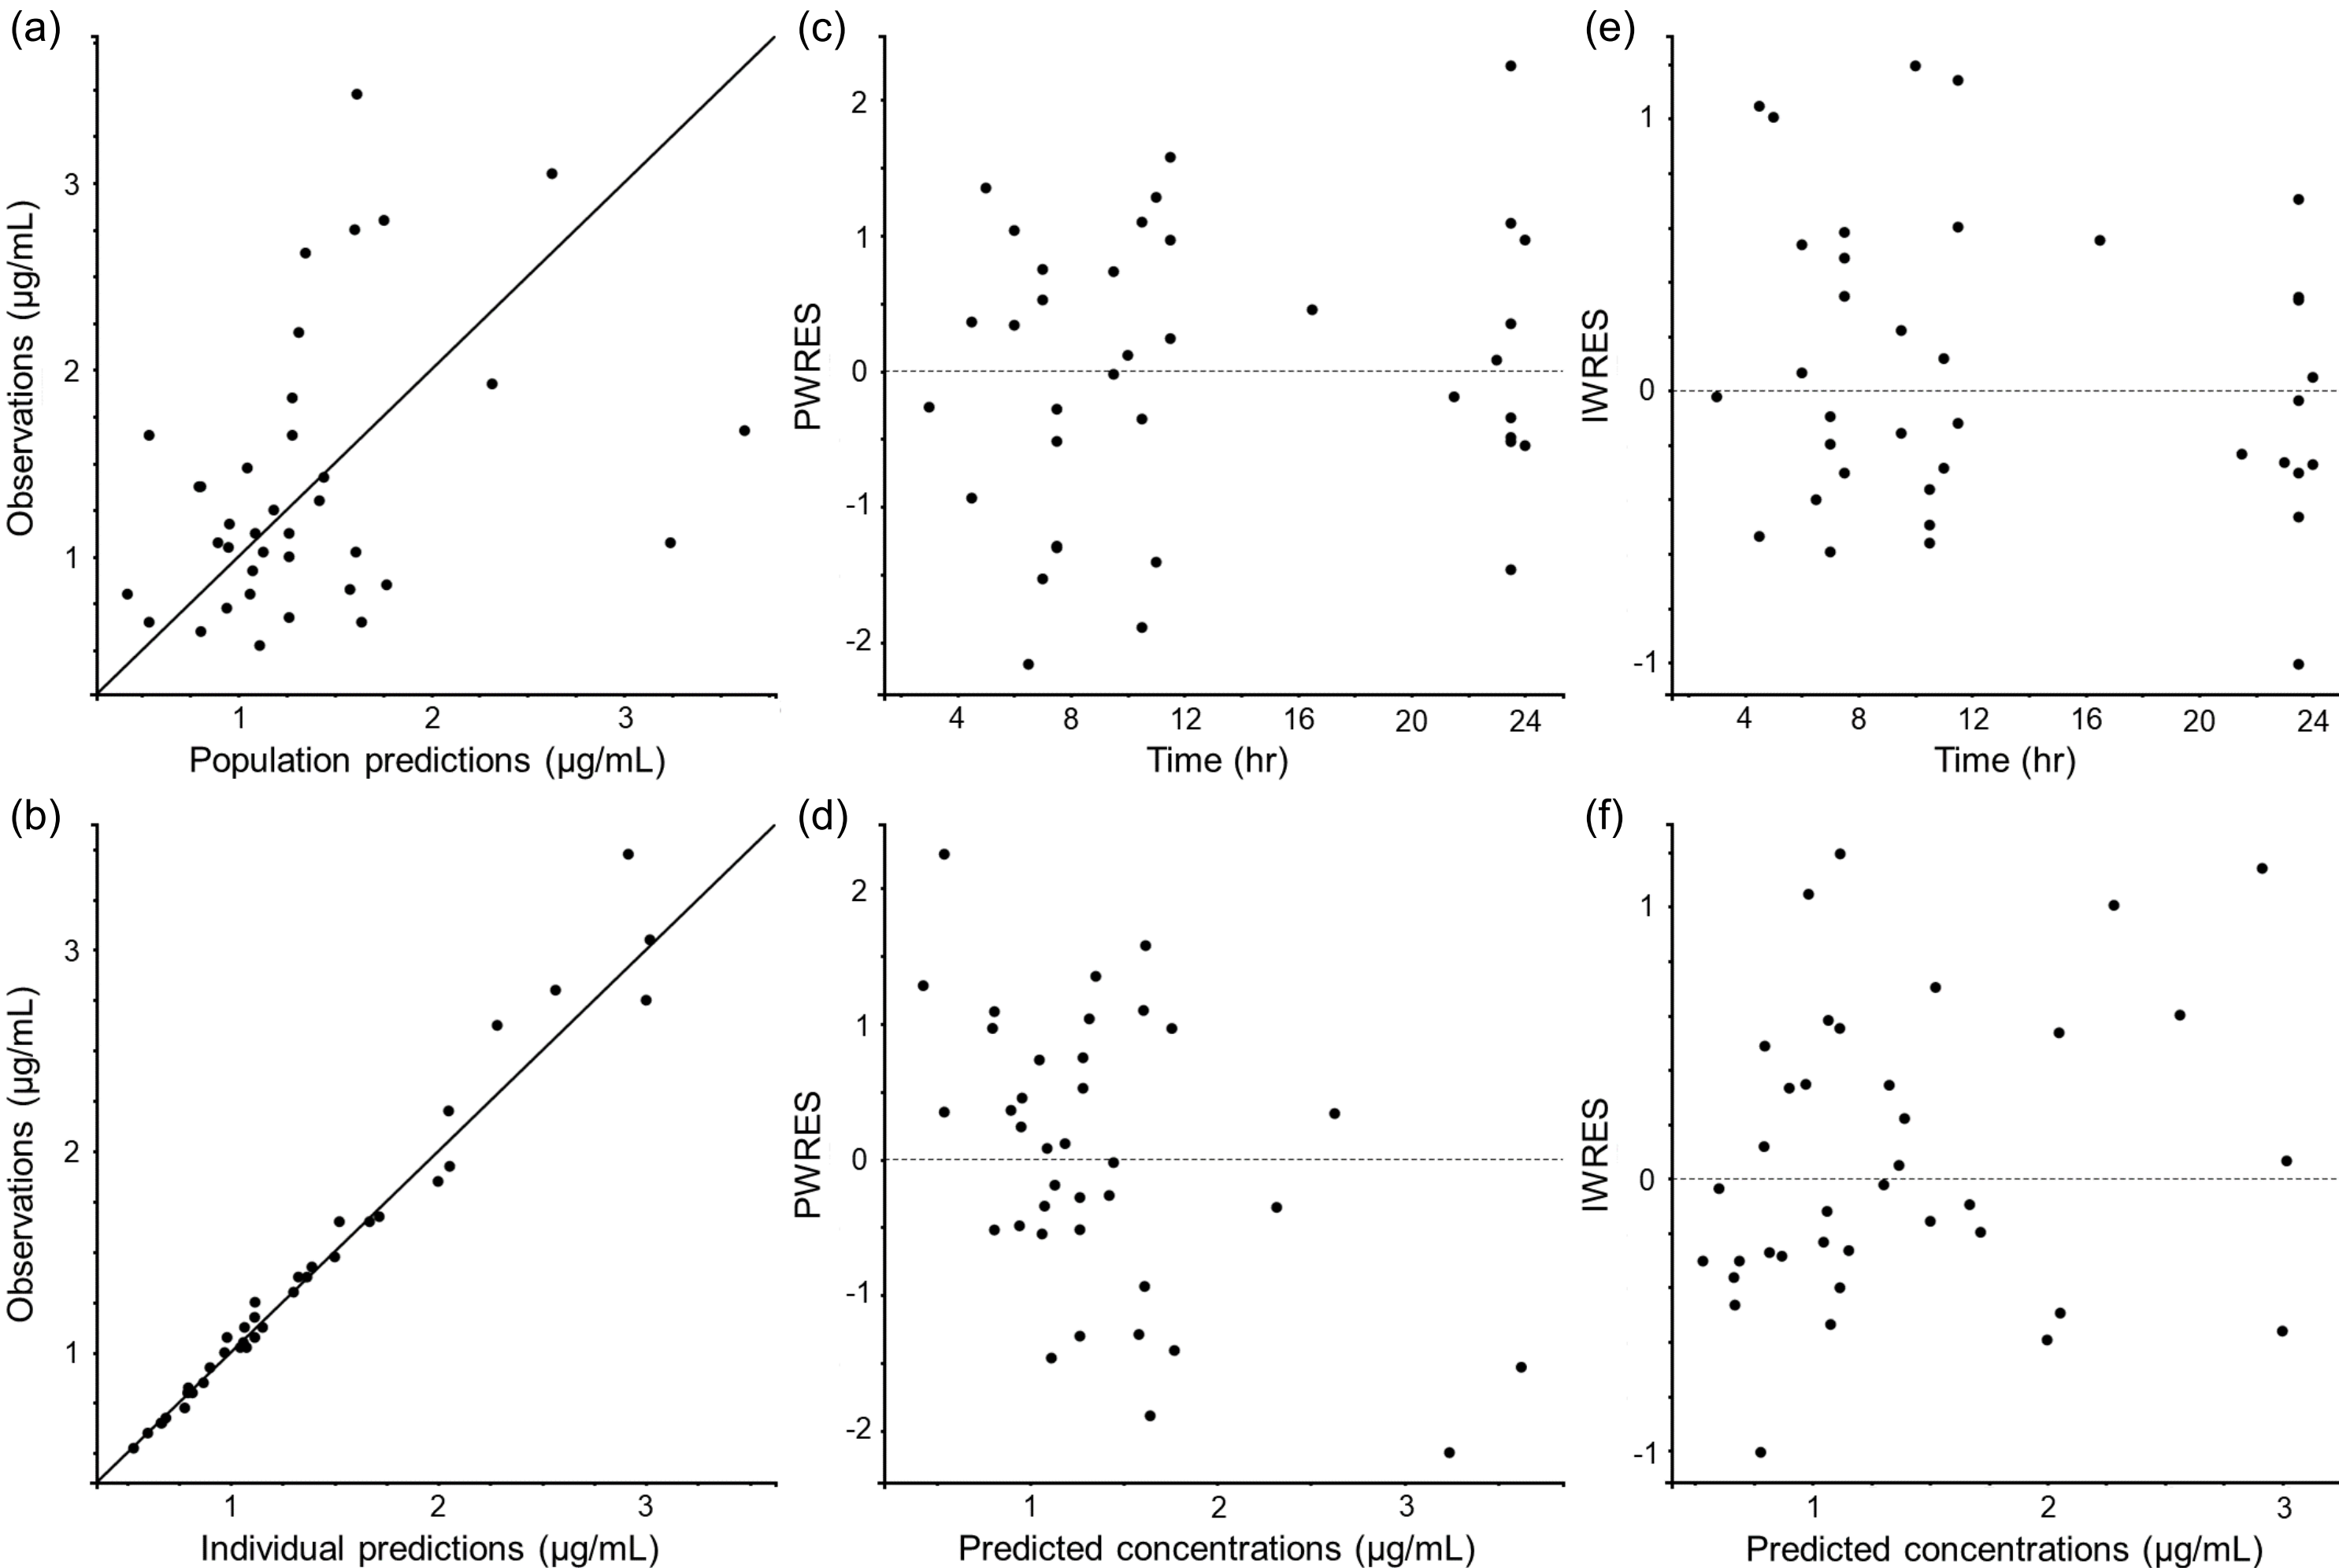 (a)
3
2
1
Observations (µg/mL)
1 2 3
Population predictions (µg/mL)
(c)
2
1
0
-1
-2
PWRES
4 8 12 16 20 24
Time (hr)
(e)
1
0
-1
IWRES
4 8 12 16 20 24
Time (hr)
(b)
3
2
1
Observations (µg/mL)
1 2 3
Individual predictions (µg/mL)
(d)
2
1
0
-1
-2
PWRES
1 2 3
Predicted concentrations (µg/mL)
(f)
1
0
-1
IWRES
1 2 3
Predicted concentrations (µg/mL)